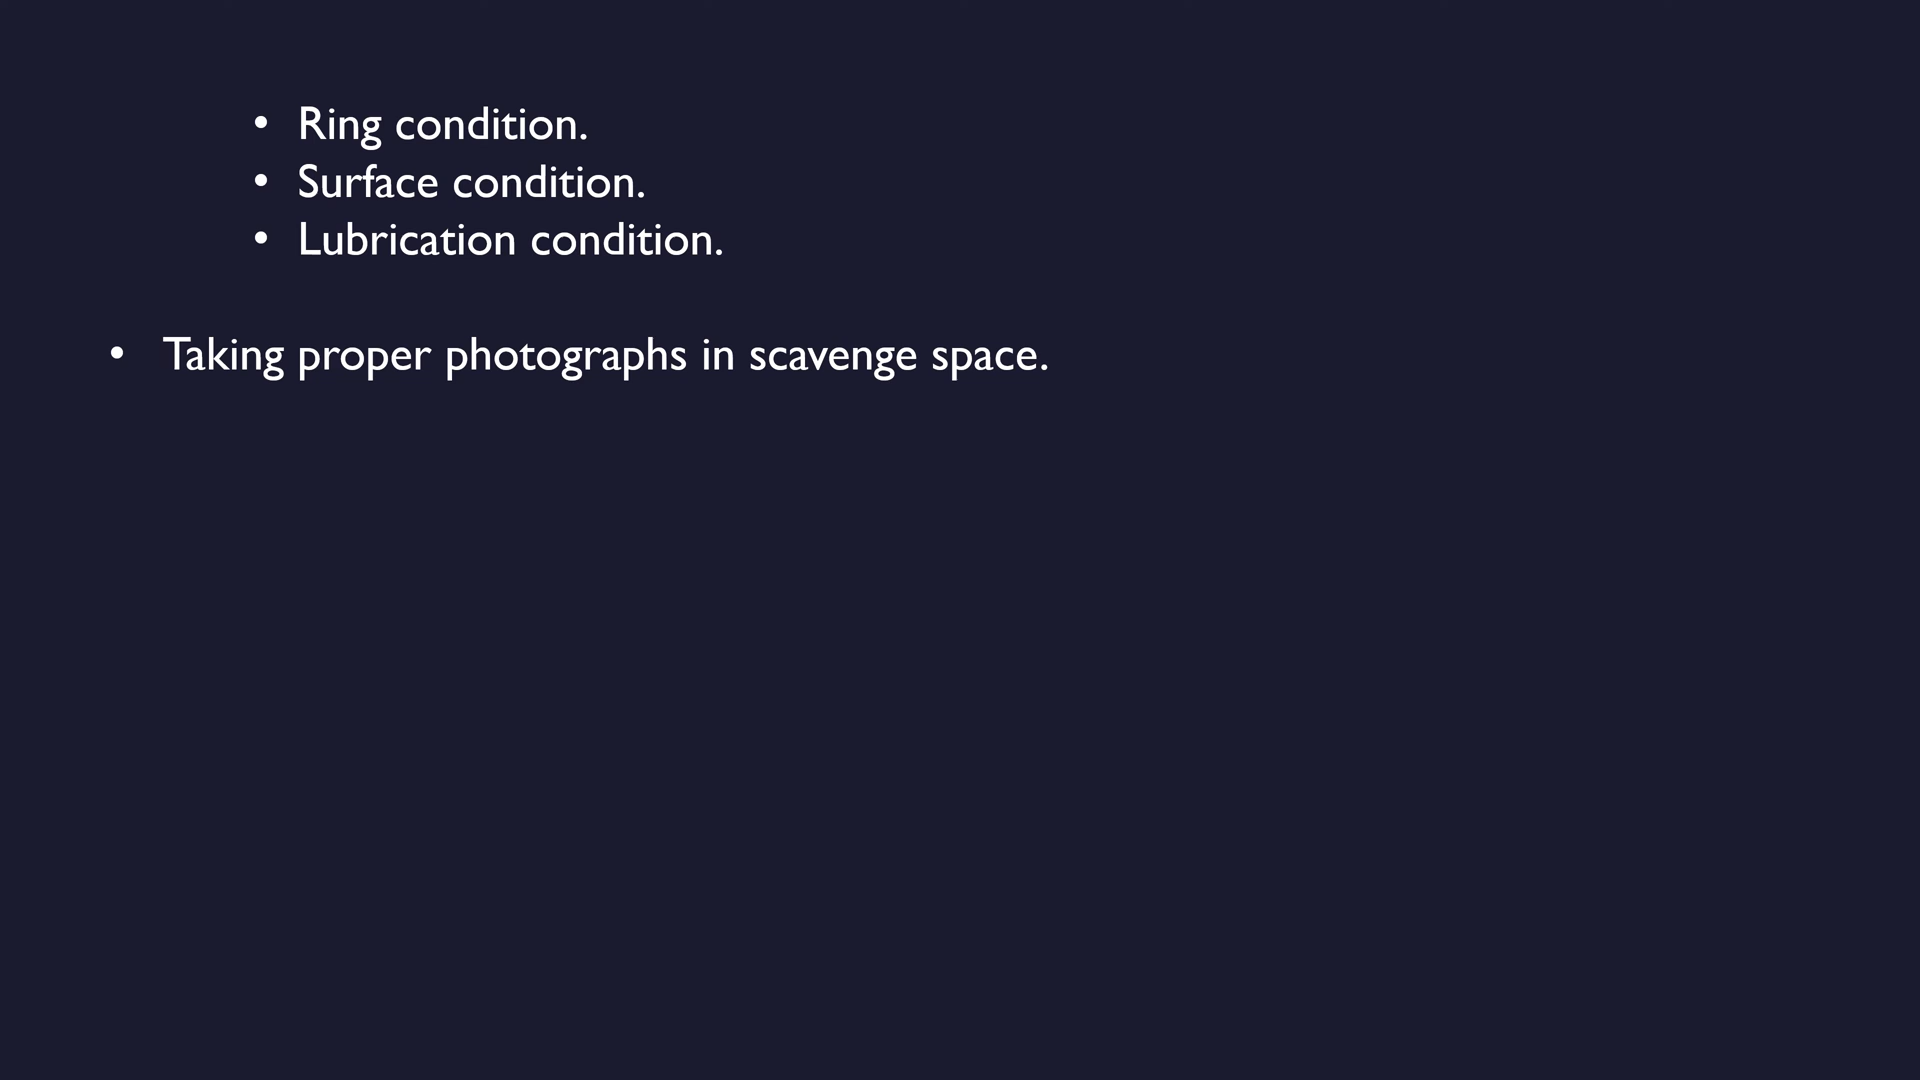 • Ring condition.
• Surface condition.
• Lubrication condition.
• Taking proper photographs in scavenge space.